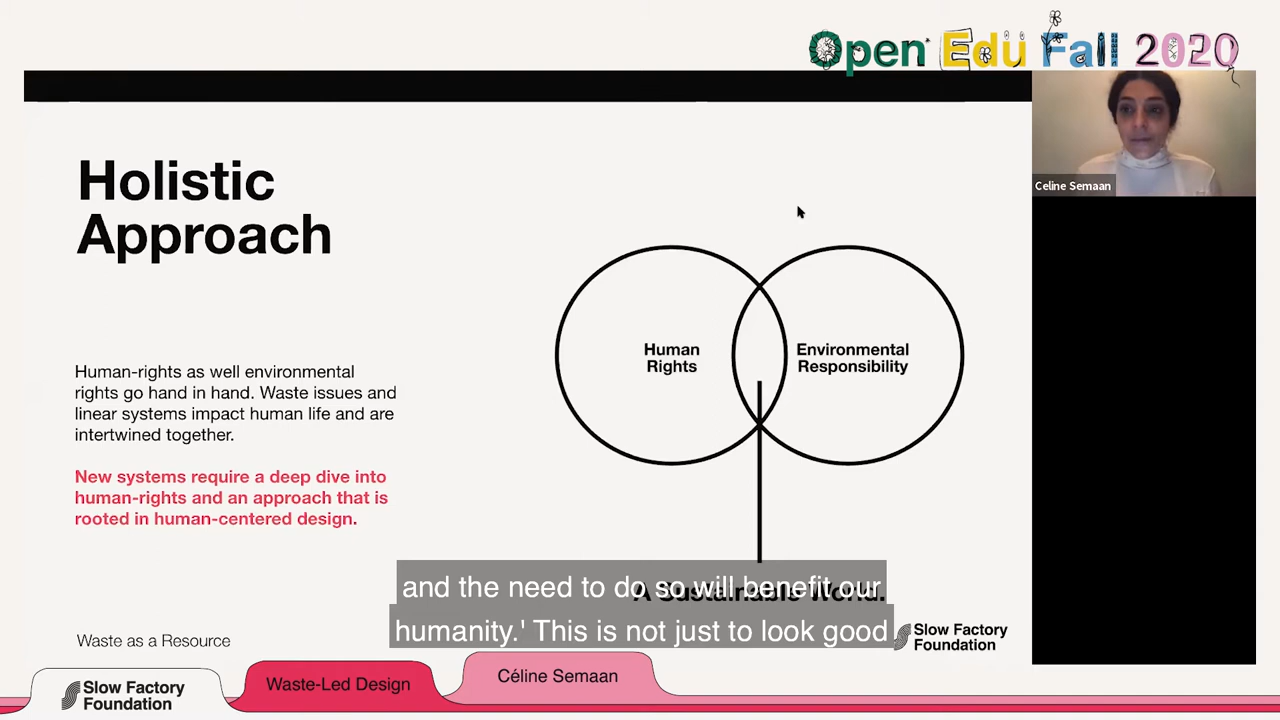 Open Edu Fall 2020
Celine Semaan
Holistic
Approach
Human-rights as well environmental
rights go hand in hand. Waste issues and
linear systems impact human life and are
intertwined together.
New systems require a deep dive into
human-rights and an approach that is
rooted in human-centered design.
Human
Rights
Environmental
Responsibility
A Sustainable World.
and the need to do so will benefit our
humanity.' This is not just to look good
Waste as a Resource
Slow Factory
Foundation
Slow Factory
Foundation
Waste-Led Design
Céline Semaan